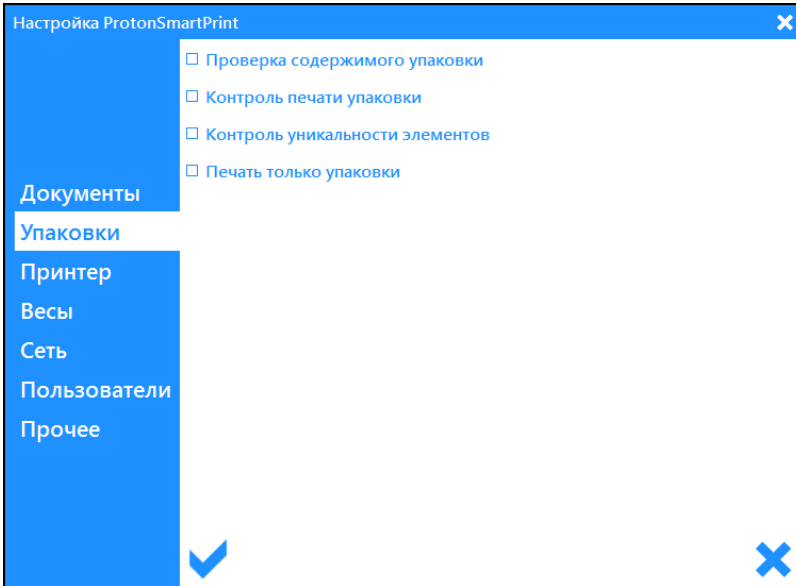 Настройка ProtonSmartPrint
Проверка содержимого упаковки
Контроль печати упаковки
Контроль уникальности элементов
Печать только упаковки
Документы
Упаковки
Принтер
Весы
Сеть
Пользователи
Прочее